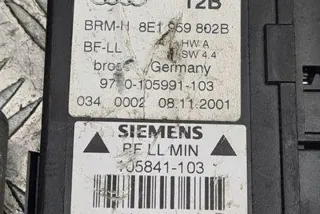 12B
BRM-H 8E1 959 802B
BF-LL HW A
SW 4.4
brose Germany
9710-105991-103
034 0002 08.11.2001
SIEMENS
BF LL MIN
105841-103